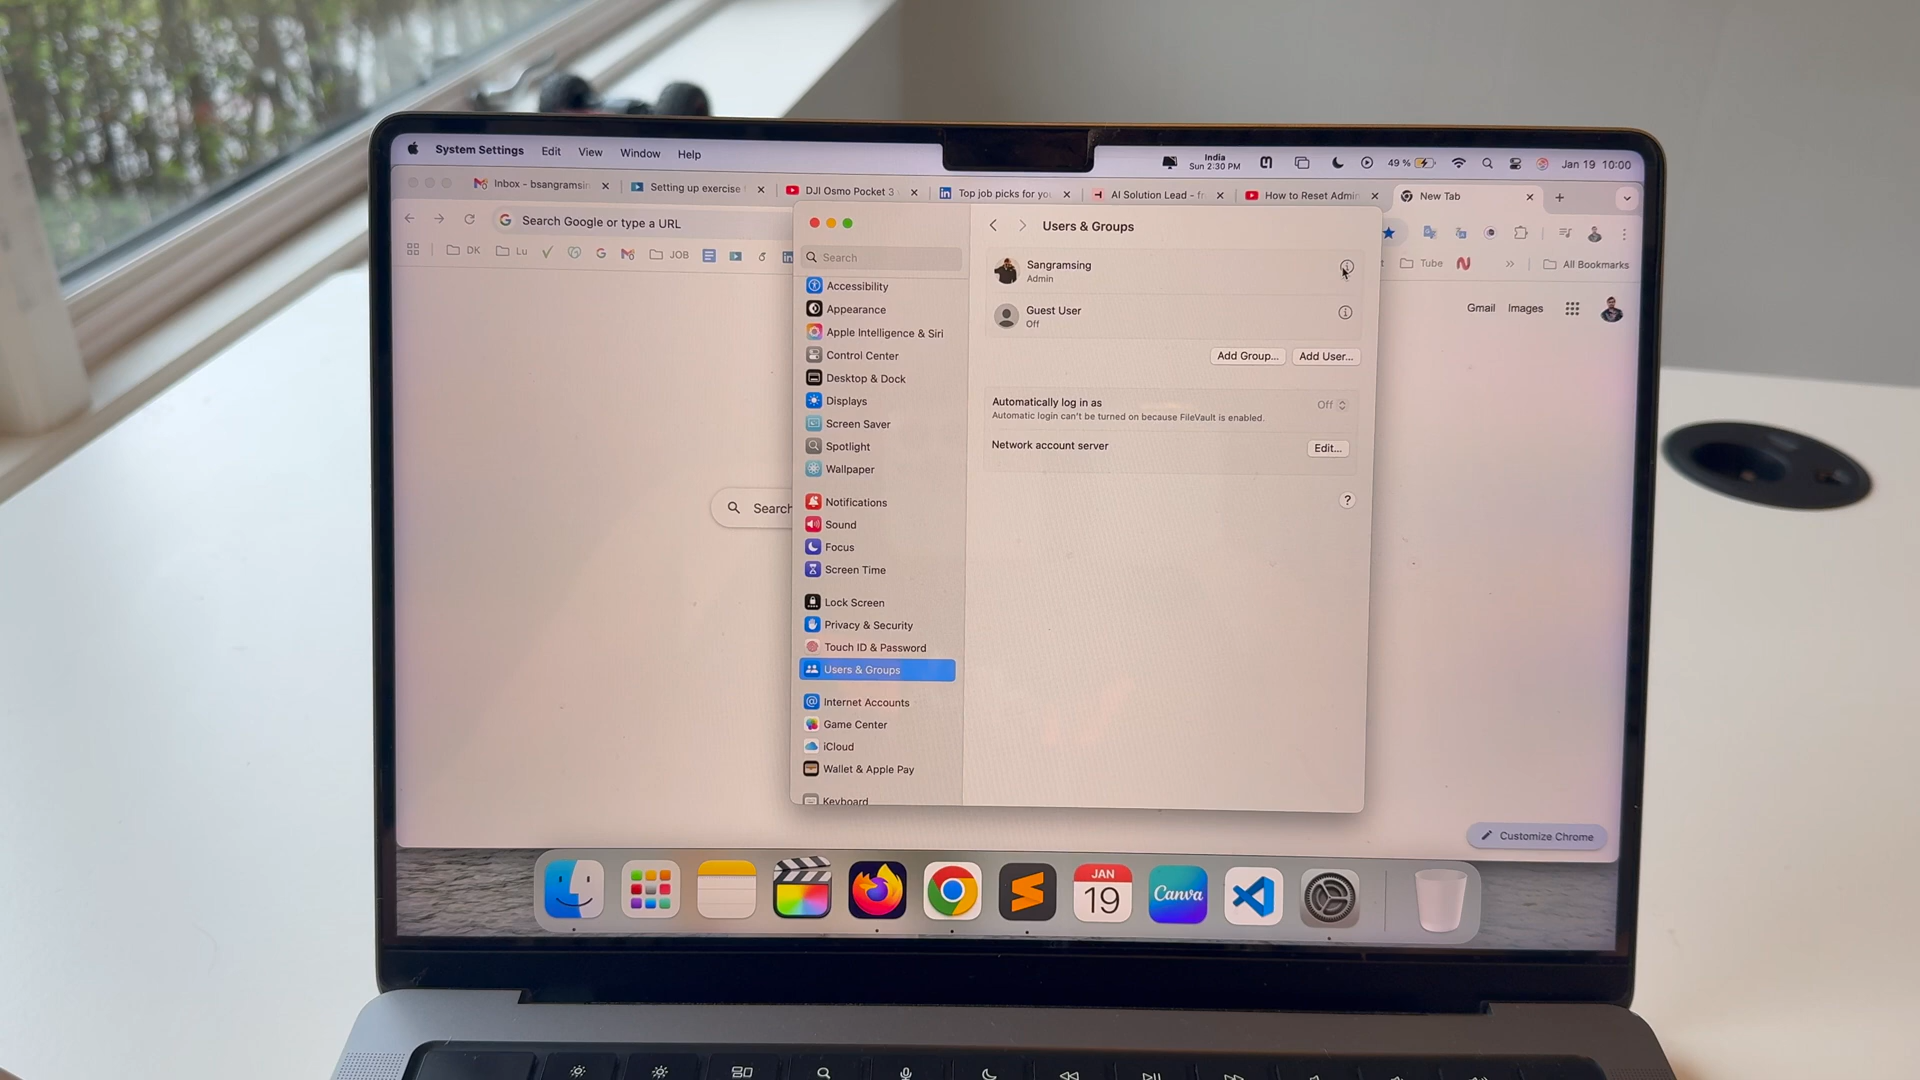 System Settings Edit View Window Help
India
Sun 2:30 PM
49 %
Jan 19 10:00
Inbox - bsangramsin
Setting up exercise
DJI Osmo Pocket 3
Top job picks for yo
AI Solution Lead - fr
How to Reset Admin
New Tab
Search Google or type a URL
DK
Lu
JOB
Tube
All Bookmarks
Gmail Images
Search
Customize Chrome
Search
Accessibility
Appearance
Apple Intelligence & Siri
Control Center
Desktop & Dock
Displays
Screen Saver
Spotlight
Wallpaper
Notifications
Sound
Focus
Screen Time
Lock Screen
Privacy & Security
Touch ID & Password
Users & Groups
Internet Accounts
Game Center
iCloud
Wallet & Apple Pay
Keyboard
Users & Groups
Sangramsing
Admin
Guest User
Off
Add Group... Add User...
Automatically log in as
Off
Automatic login can't be turned on because FileVault is enabled.
Network account server
Edit...
?
JAN
19
Canva